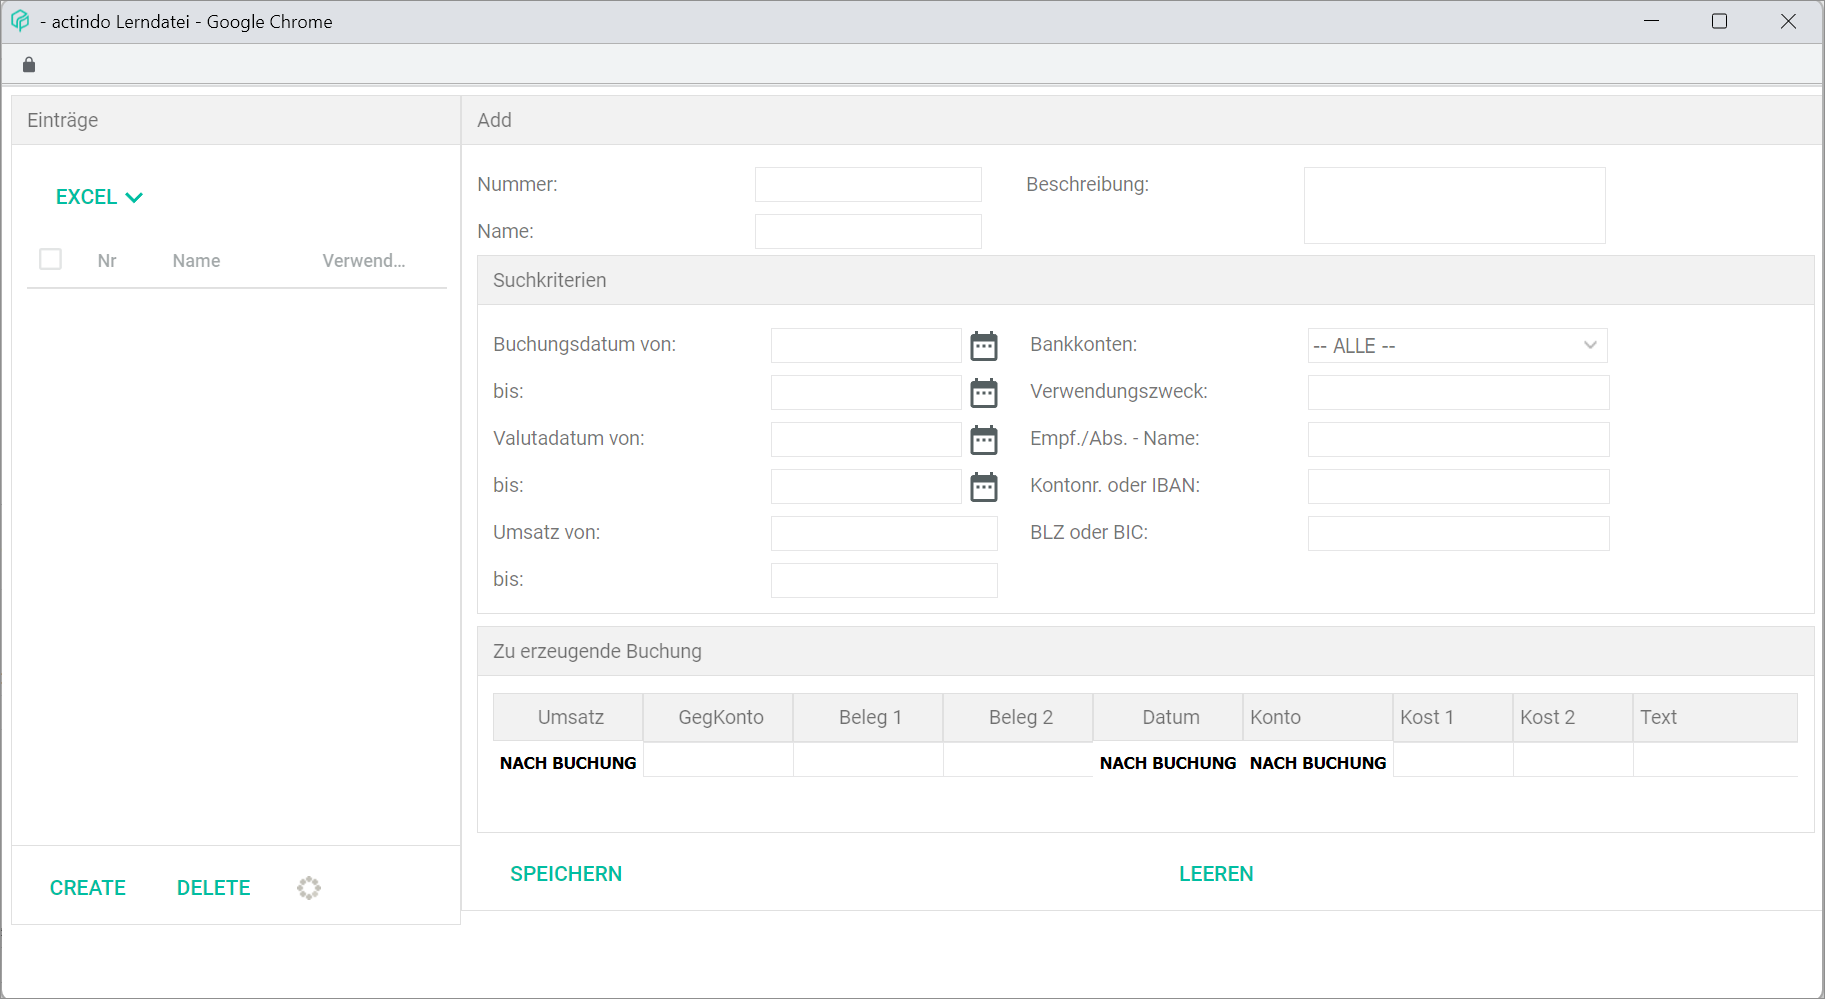 - actindo Lerndatei - Google Chrome
Einträge
EXCEL
Nr Name Verwend...
CREATE DELETE
Add
Nummer: Beschreibung:
Name:
Suchkriterien
Buchungsdatum von: Bankkonten: -- ALLE --
bis: Verwendungszweck:
Valutadatum von: Empf./Abs. - Name:
bis: Kontonr. oder IBAN:
Umsatz von: BLZ oder BIC:
bis:
Zu erzeugende Buchung
Umsatz GegKonto Beleg 1 Beleg 2 Datum Konto Kost 1 Kost 2 Text
NACH BUCHUNG NACH BUCHUNG NACH BUCHUNG
SPEICHERN LEEREN